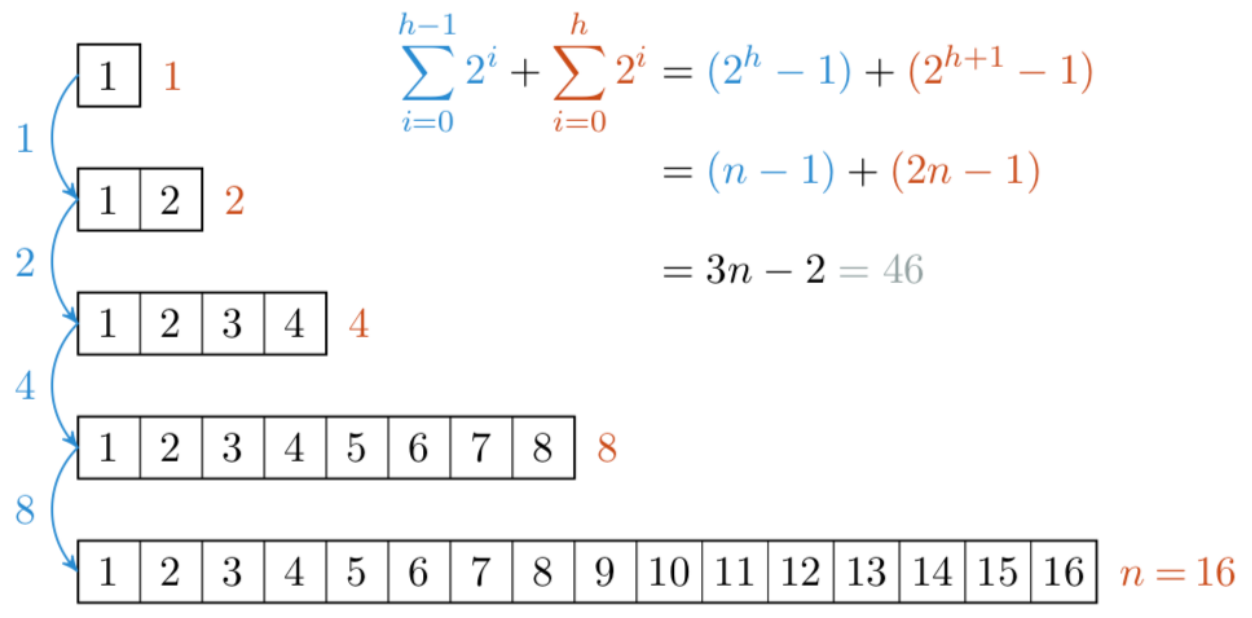 1 1
\sum_{i=0}^{h-1} 2^i + \sum_{i=0}^{h} 2^i = (2^h − 1) + (2^{h+1} − 1)
1
= (n − 1) + (2n − 1)
1 2 2
2
= 3n − 2 = 46
1 2 3 4 4
4
1 2 3 4 5 6 7 8 8
8
1 2 3 4 5 6 7 8 9 10 11 12 13 14 15 16 n = 16